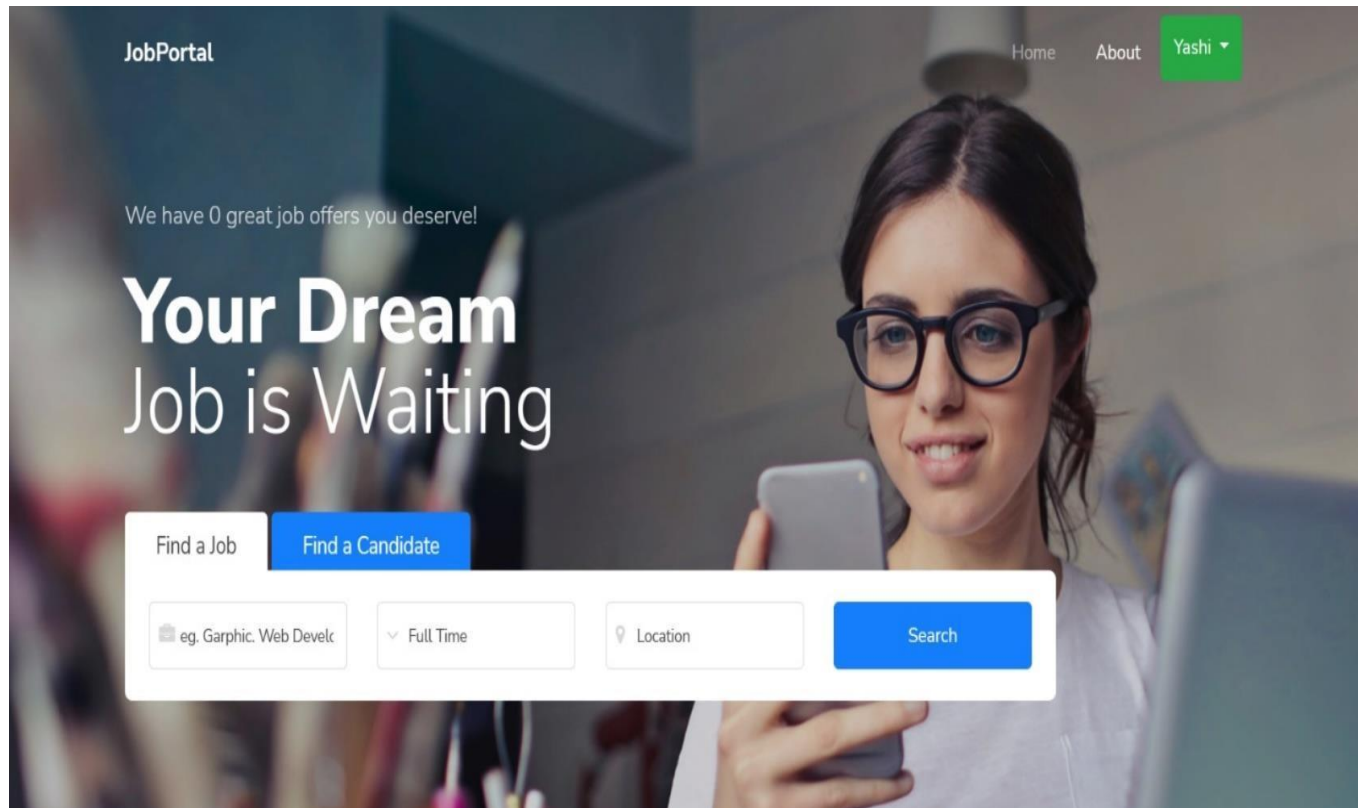 JobPortal
Home About Yashi
We have 0 great job offers you deserve!
Your Dream
Job is Waiting
Find a Job Find a Candidate
eg. Garphic. Web Develc Full Time Location Search